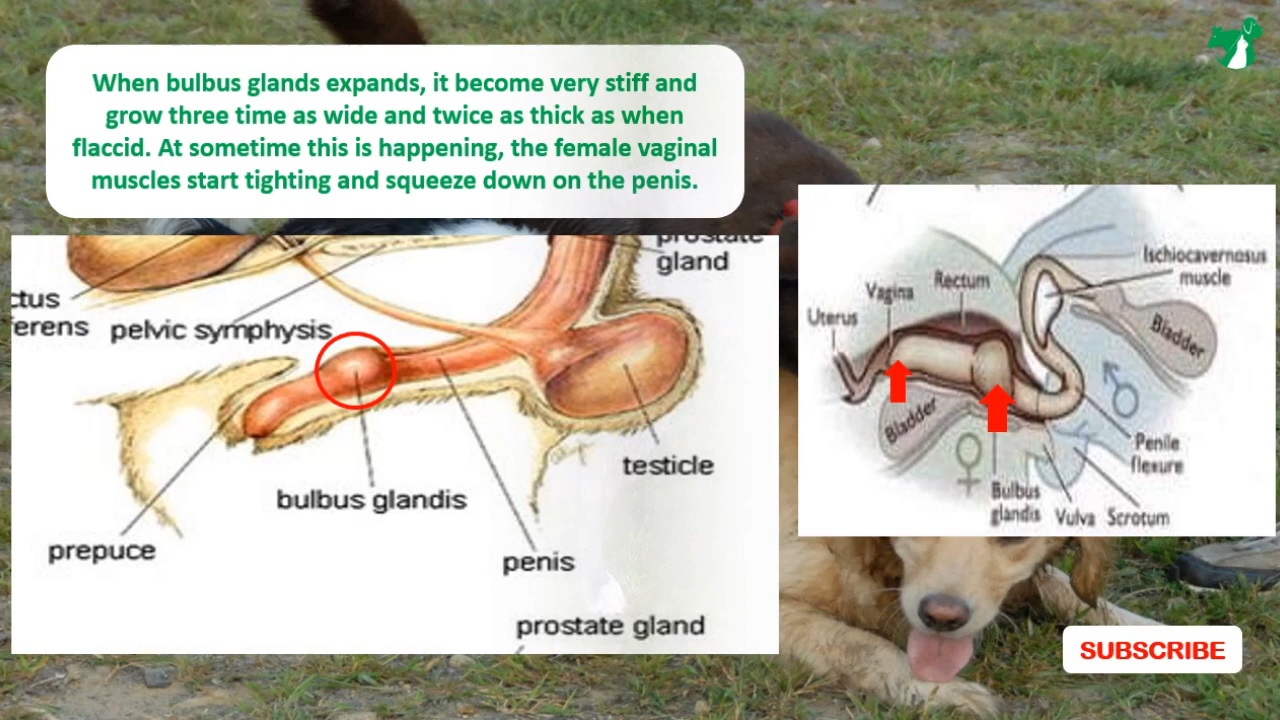 When bulbus glands expands, it become very stiff and
grow three time as wide and twice as thick as when
flaccid. At sometime this is happening, the female vaginal
muscles start tighting and squeeze down on the penis.
prostate
gland
ctus
ferens
pelvic symphysis
testicle
bulbus glandis
prepuce
penis
prostate gland
Ischiocavernosus
muscle
Rectum
Vagina
Uterus
Bladder
Bladder
Penile
flexure
Bulbus
glandis
Vulva
Scrotum
SUBSCRIBE